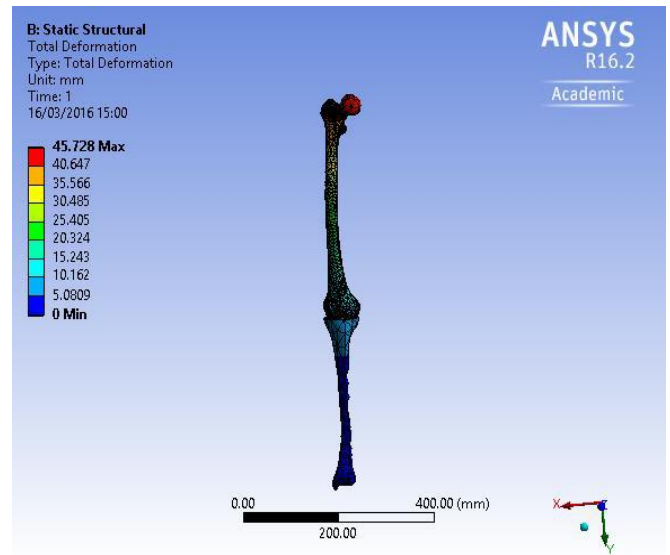 B: Static Structural
Total Deformation
Type: Total Deformation
Unit: mm
Time: 1
16/03/2016 15:00
ANSYS
R16.2
Academic
45.728 Max
40.647
35.566
30.485
25.405
20.324
15.243
10.162
5.0809
0 Min
0.00
400.00 (mm)
200.00
X
Z
Y